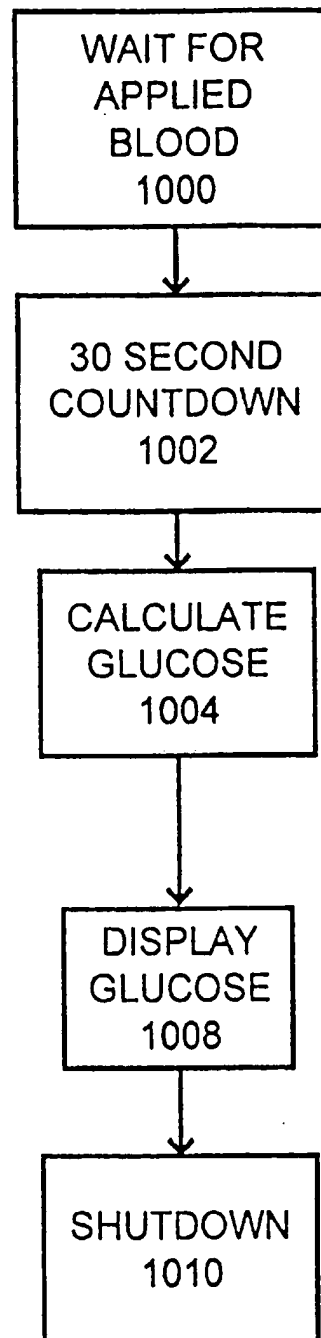 WAIT FOR
APPLIED
BLOOD
1000
30 SECOND
COUNTDOWN
1002
CALCULATE
GLUCOSE
1004
DISPLAY
GLUCOSE
1008
SHUTDOWN
1010